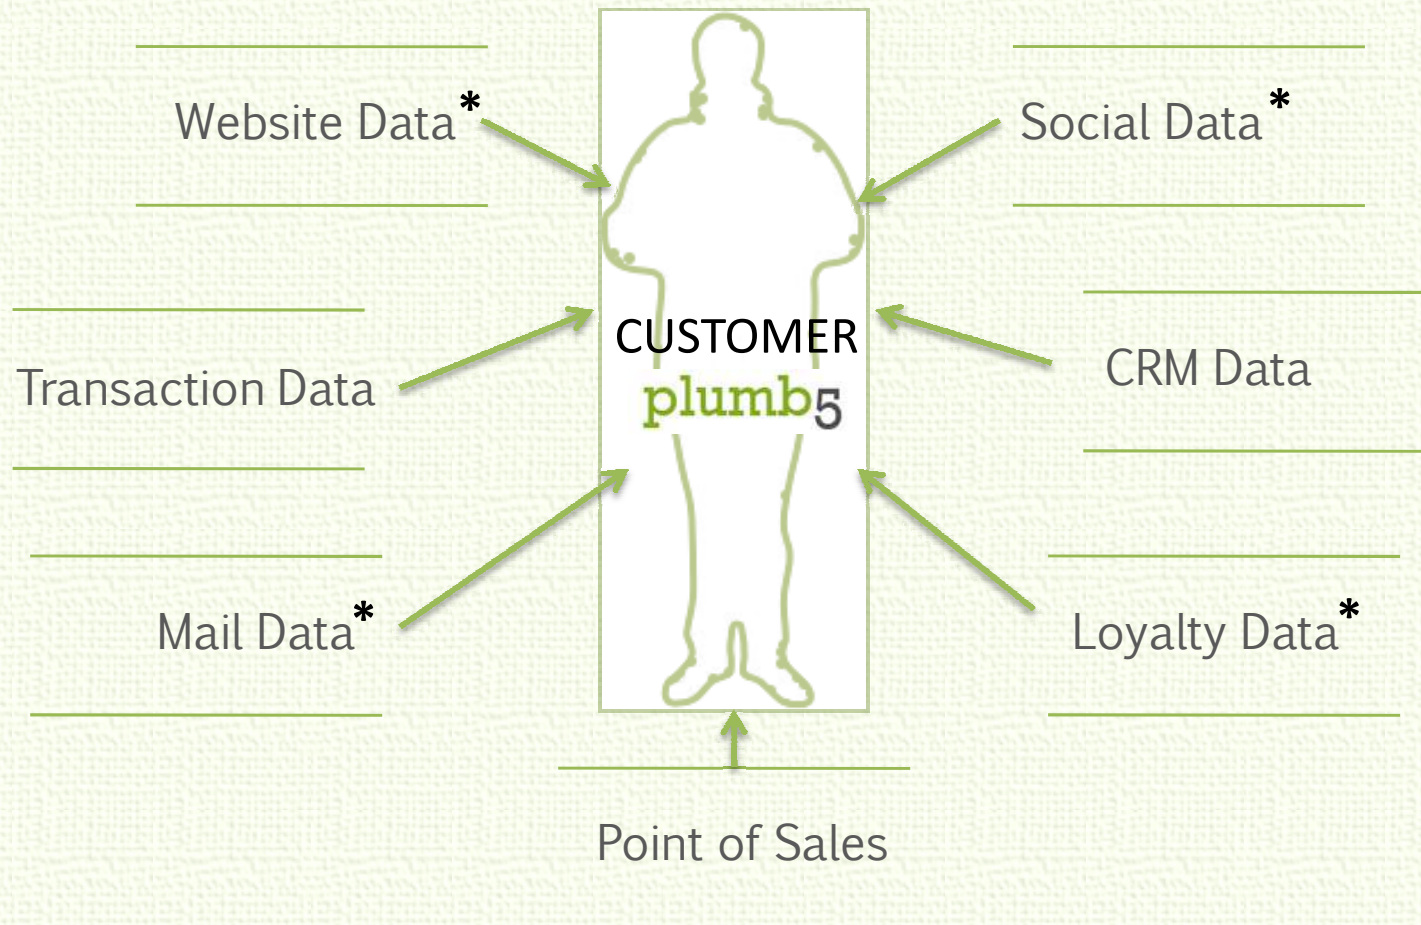 Website Data*
Social Data*
CUSTOMER
plumb5
Transaction Data
CRM Data
Mail Data*
Loyalty Data*
Point of Sales